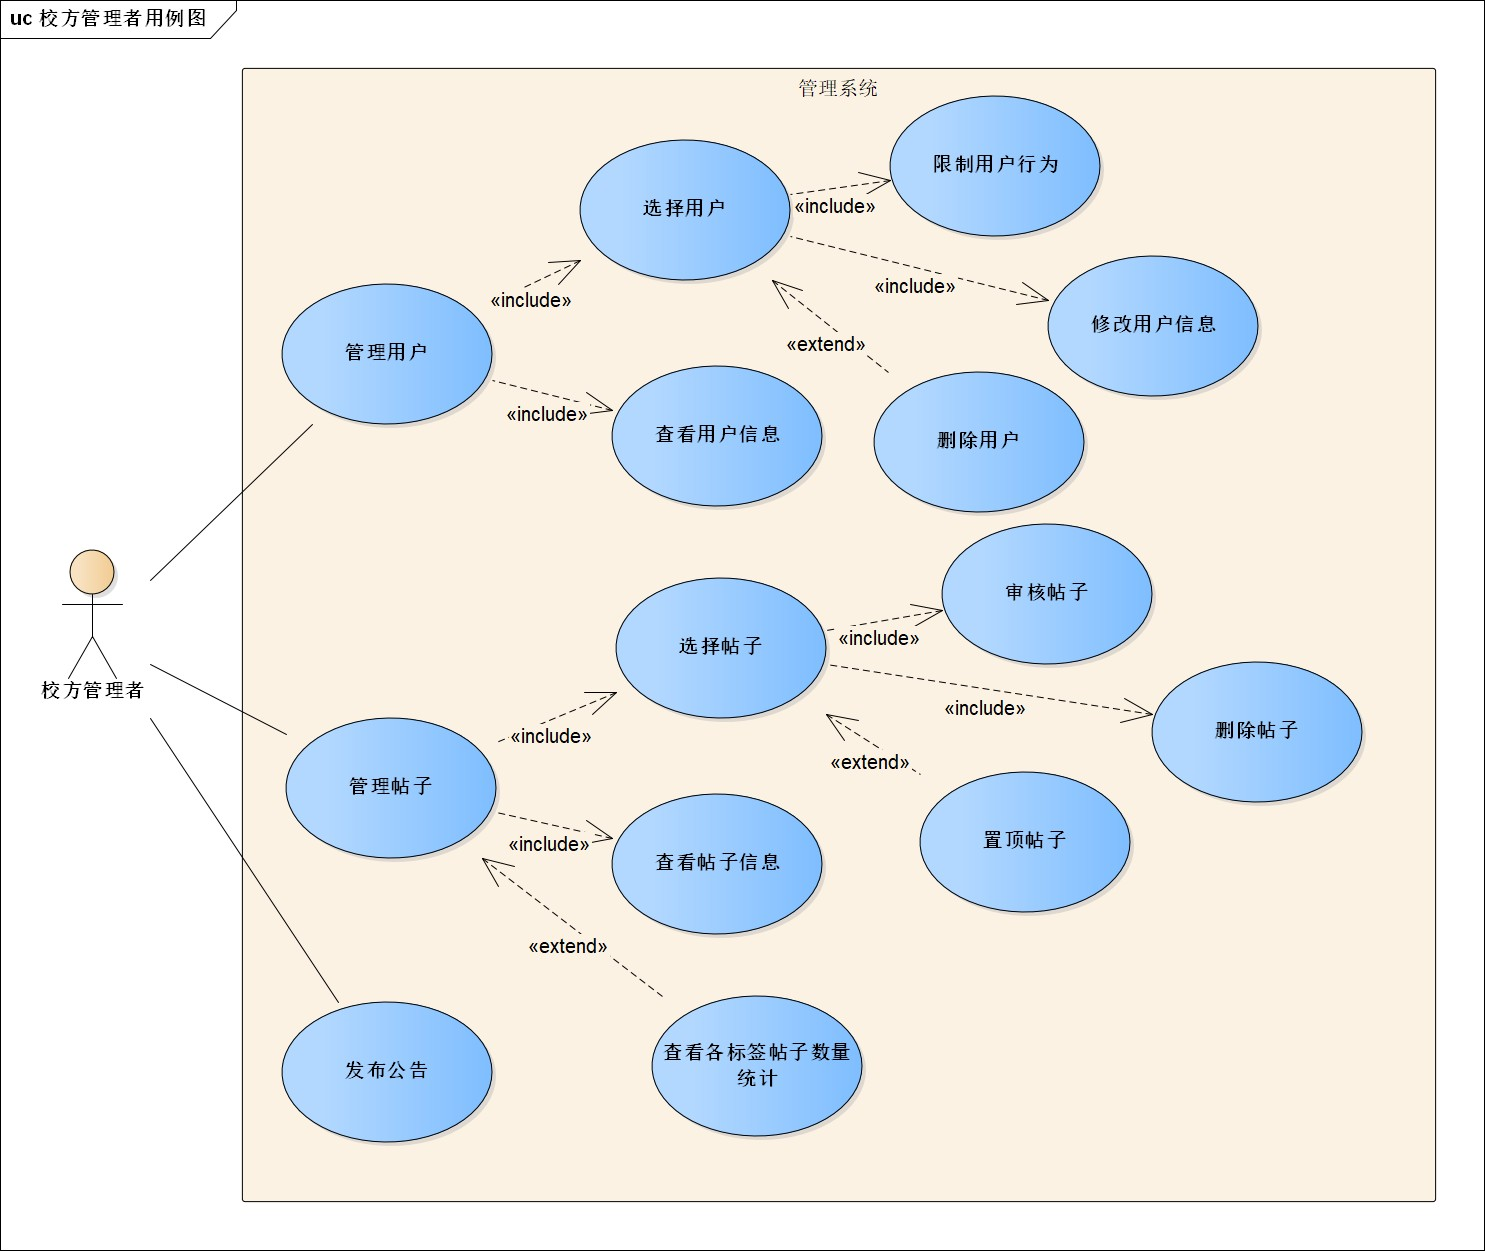 uc 校方管理者用例图
管理系统
限制用户行为
选择用户
«include»
«include»
«include»
修改用户信息
管理用户
«extend»
«include»
查看用户信息
删除用户
审核帖子
选择帖子
«include»
校方管理者
«include»
删除帖子
«include»
«extend»
管理帖子
置顶帖子
«include»
查看帖子信息
«extend»
查看各标签帖子数量
统计
发布公告